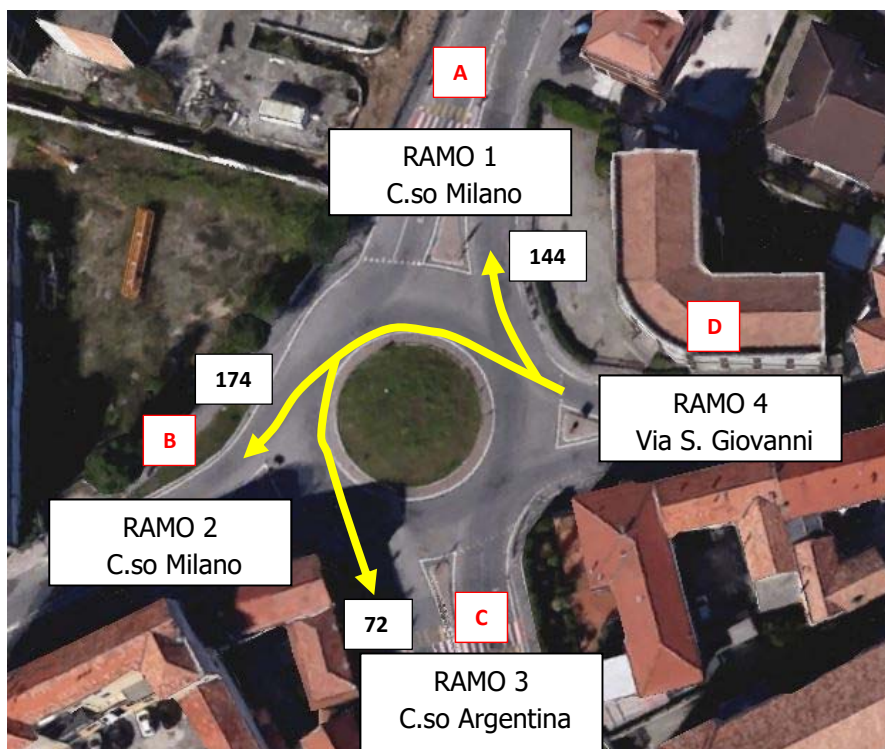 A
RAMO 1
C.so Milano
144
D
174
RAMO 4
Via S. Giovanni
B
RAMO 2
C.so Milano
72
C
RAMO 3
C.so Argentina